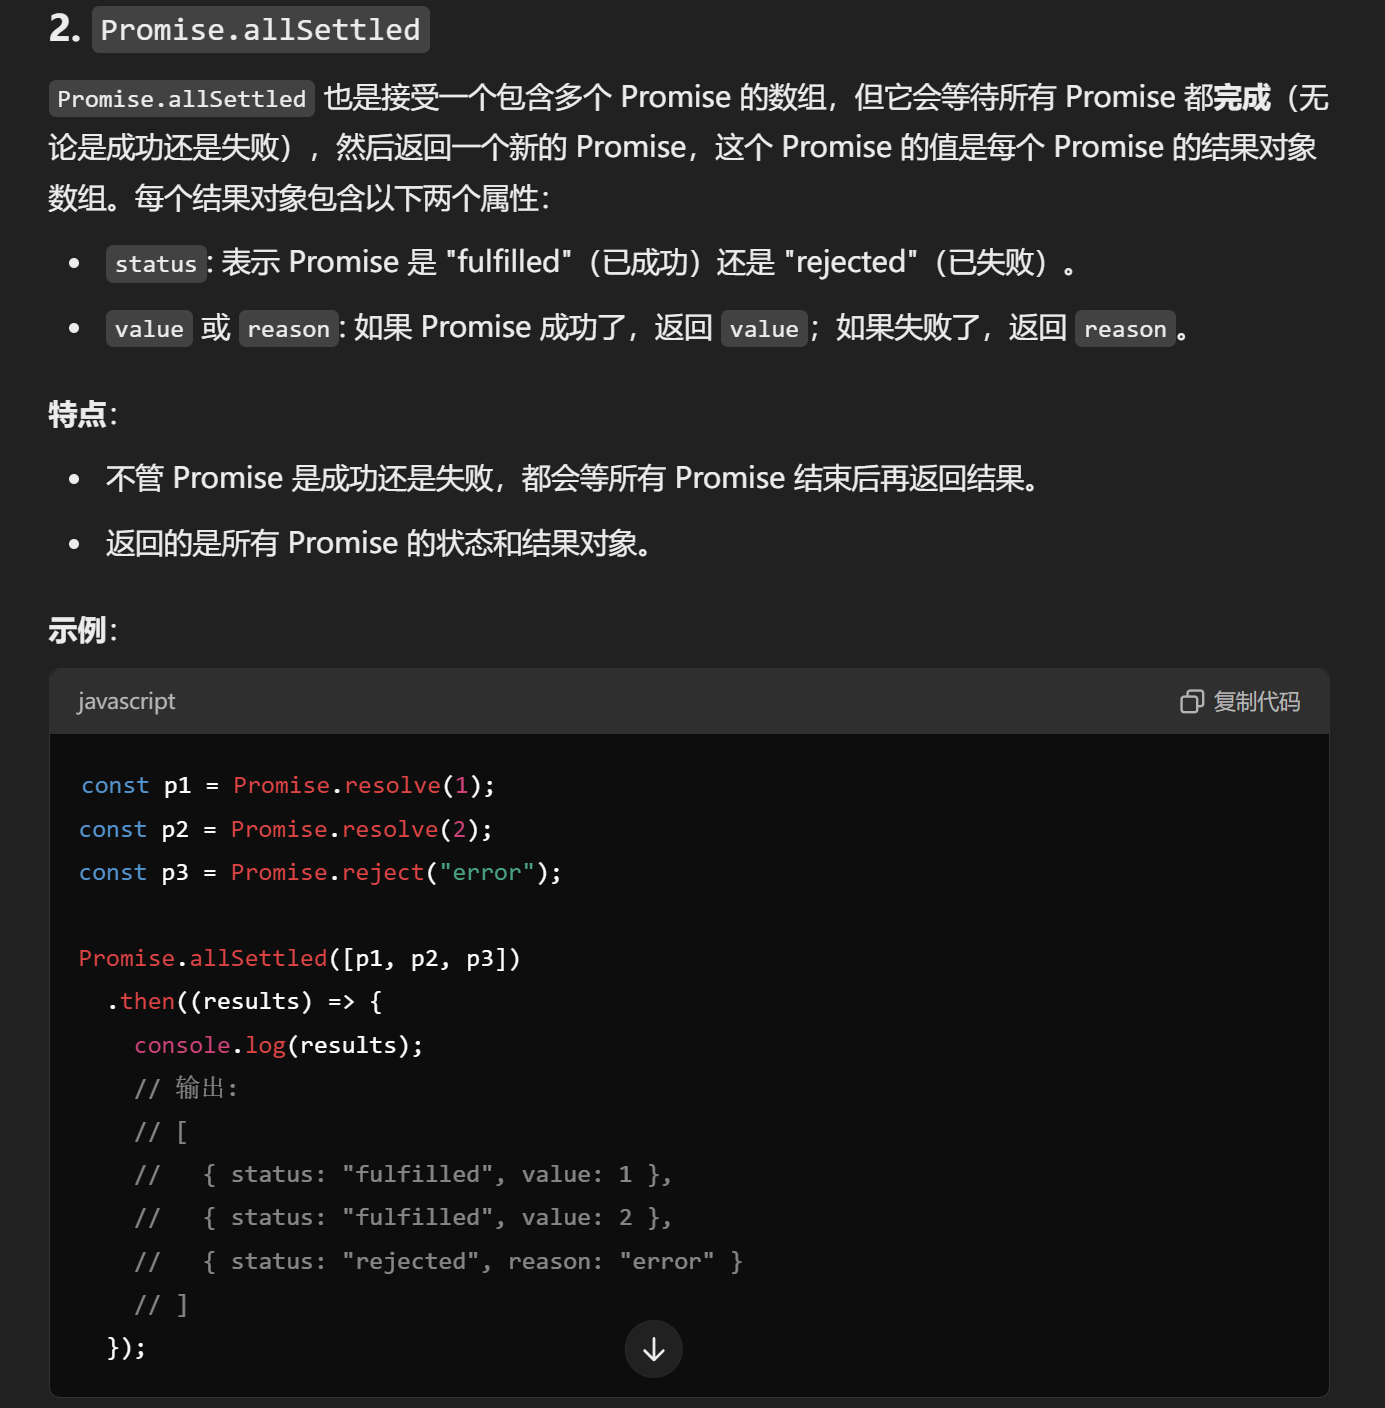 2. Promise.allSettled
Promise.allSettled 也是接受一个包含多个 Promise 的数组，但它会等待所有 Promise 都完成（无
论是成功还是失败），然后返回一个新的 Promise，这个 Promise 的值是每个 Promise 的结果对象
数组。每个结果对象包含以下两个属性：
• status: 表示 Promise 是 "fulfilled"（已成功）还是 "rejected"（已失败）。
• value 或 reason: 如果 Promise 成功了，返回 value；如果失败了，返回 reason。
特点：
• 不管 Promise 是成功还是失败，都会等所有 Promise 结束后再返回结果。
• 返回的是所有 Promise 的状态和结果对象。
示例：
javascript 复制代码
const p1 = Promise.resolve(1);
const p2 = Promise.resolve(2);
const p3 = Promise.reject("error");
Promise.allSettled([p1, p2, p3])
  .then((results) => {
    console.log(results);
    // 输出:
    // [
    //   { status: "fulfilled", value: 1 },
    //   { status: "fulfilled", value: 2 },
    //   { status: "rejected", reason: "error" }
    // ]
  });